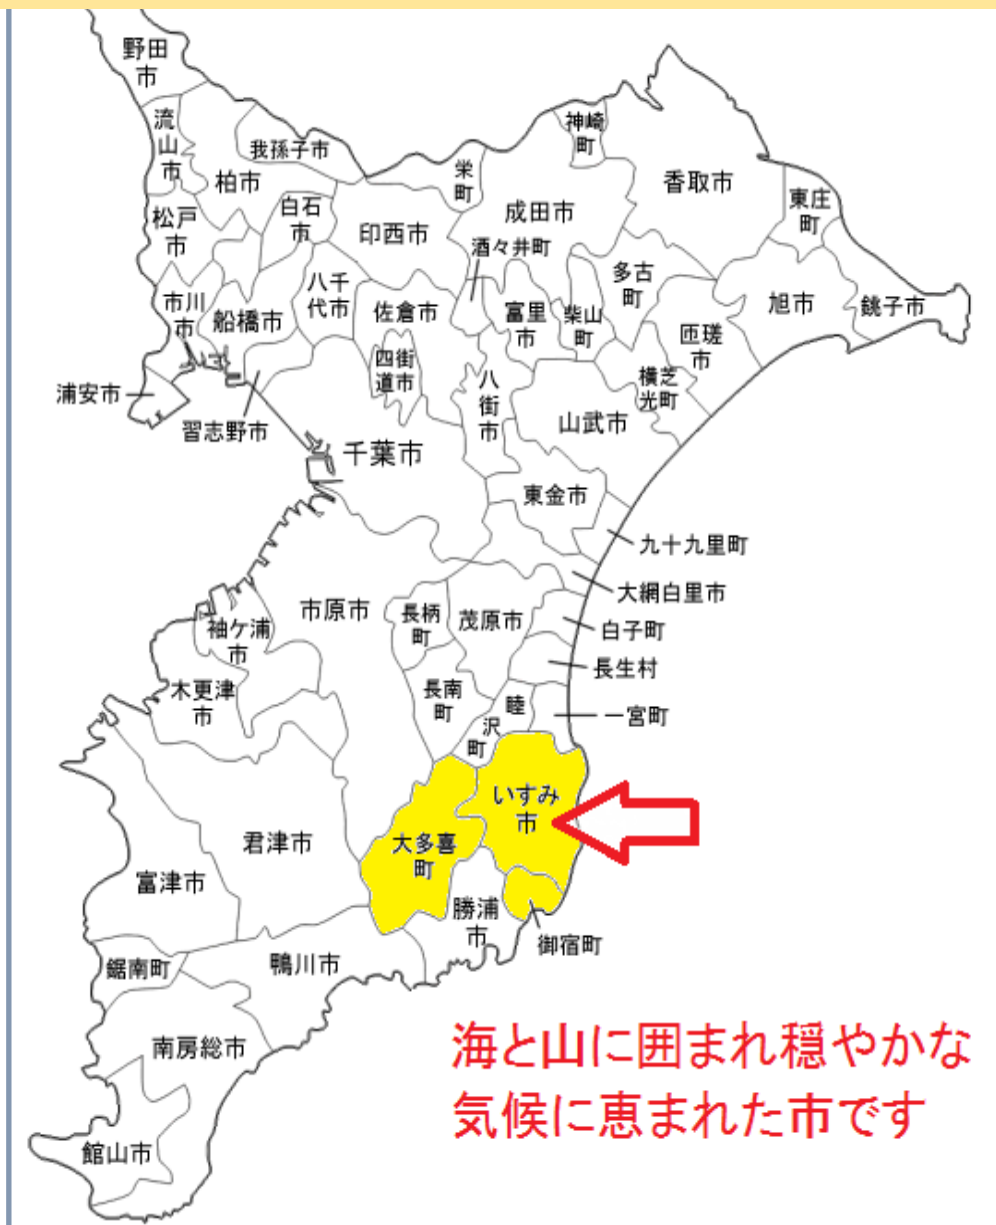 野田
市
流
山
市
我孫子市
柏市
松戸
市
白石
市
印西市
栄
町
神崎
町
成田市
香取市
東庄
町
酒々井町
多古
町
旭市
銚子市
市川
市
船橋市
八千
代市
佐倉市
富里
市
柴山
町
匝瑳
市
四街
道市
八
街
市
横芝
光町
浦安市
習志野市
千葉市
山武市
東金市
九十九里町
大網白里市
市原市
長柄
町
茂原市
白子町
袖ケ浦
市
長生村
木更津
市
長南
町
睦
沢
町
一宮町
いすみ
市
大多喜
町
君津市
富津市
勝浦
市
御宿町
鋸南町
鴨川市
南房総市
館山市
海と山に囲まれ穏やかな
気候に恵まれた市です